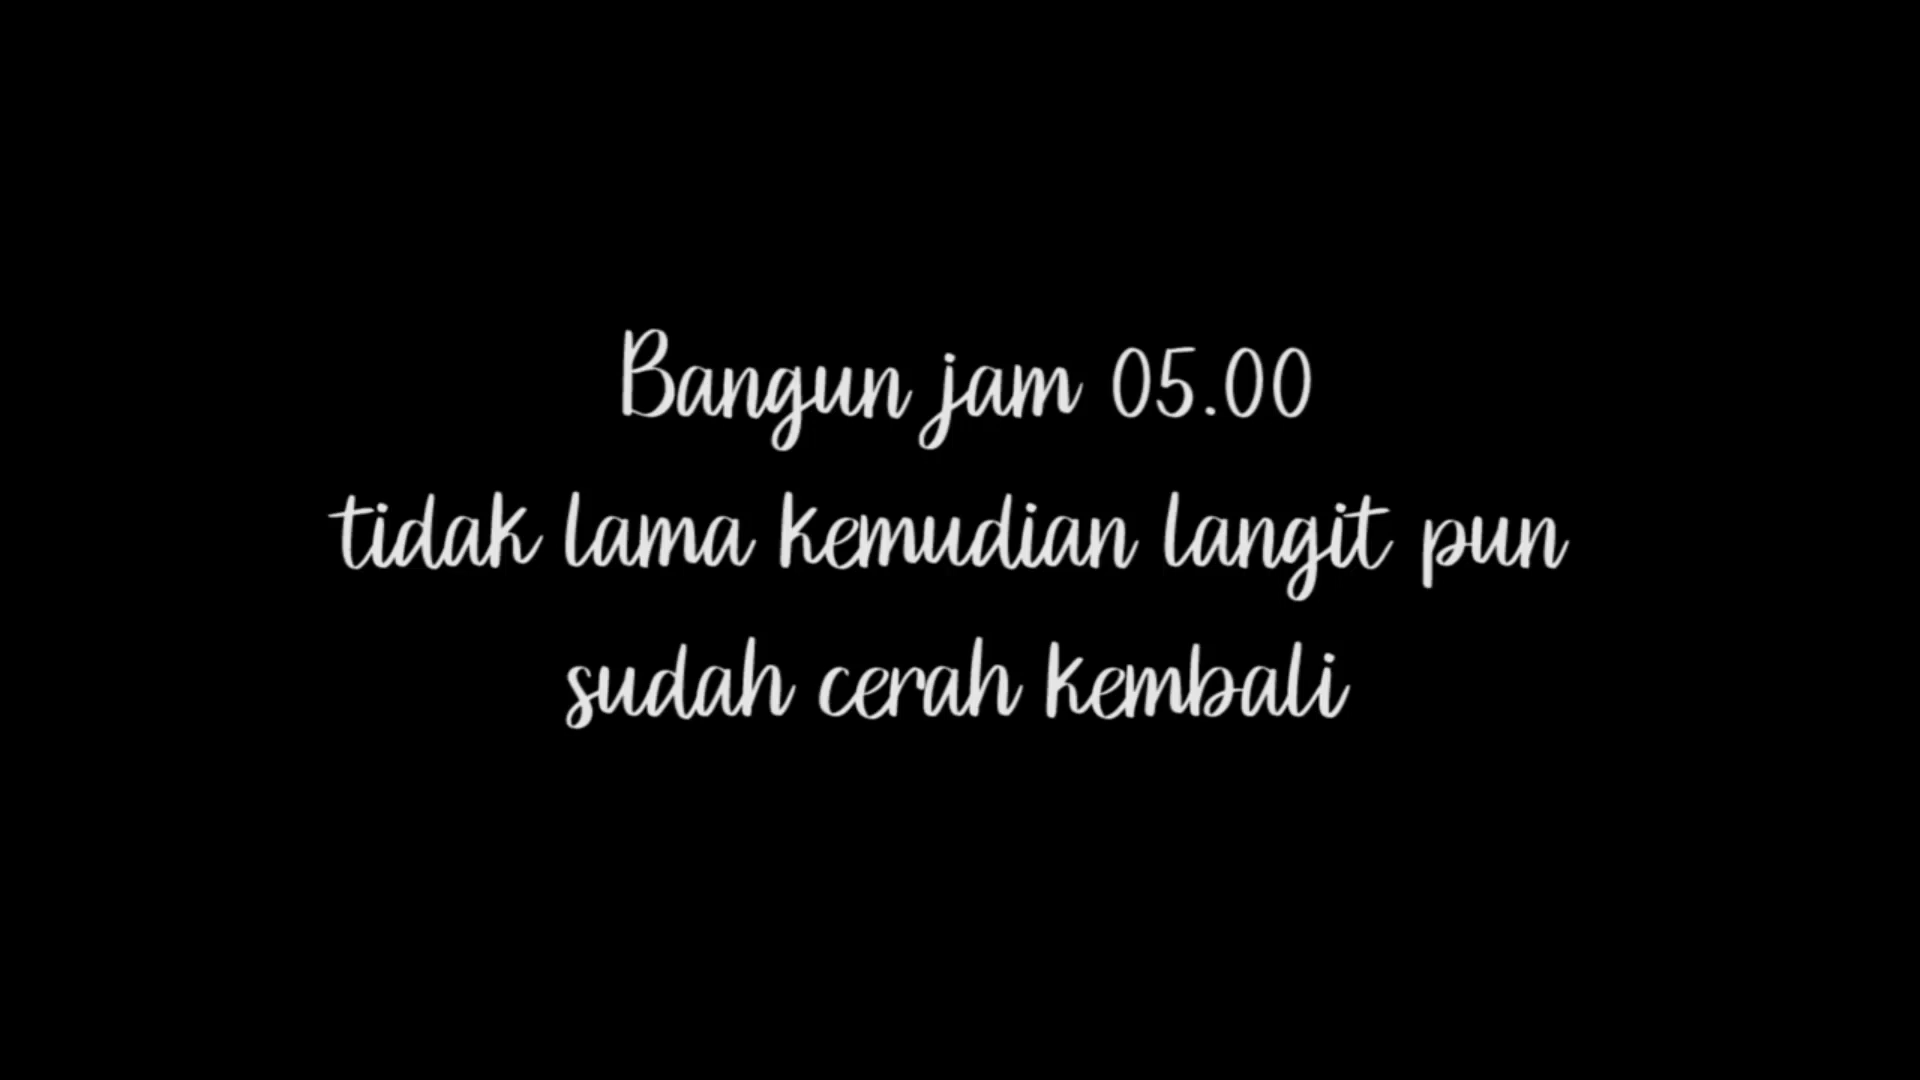 Bangun jam 05.00
tidak lama kemudian langit pun
sudah cerah kembali